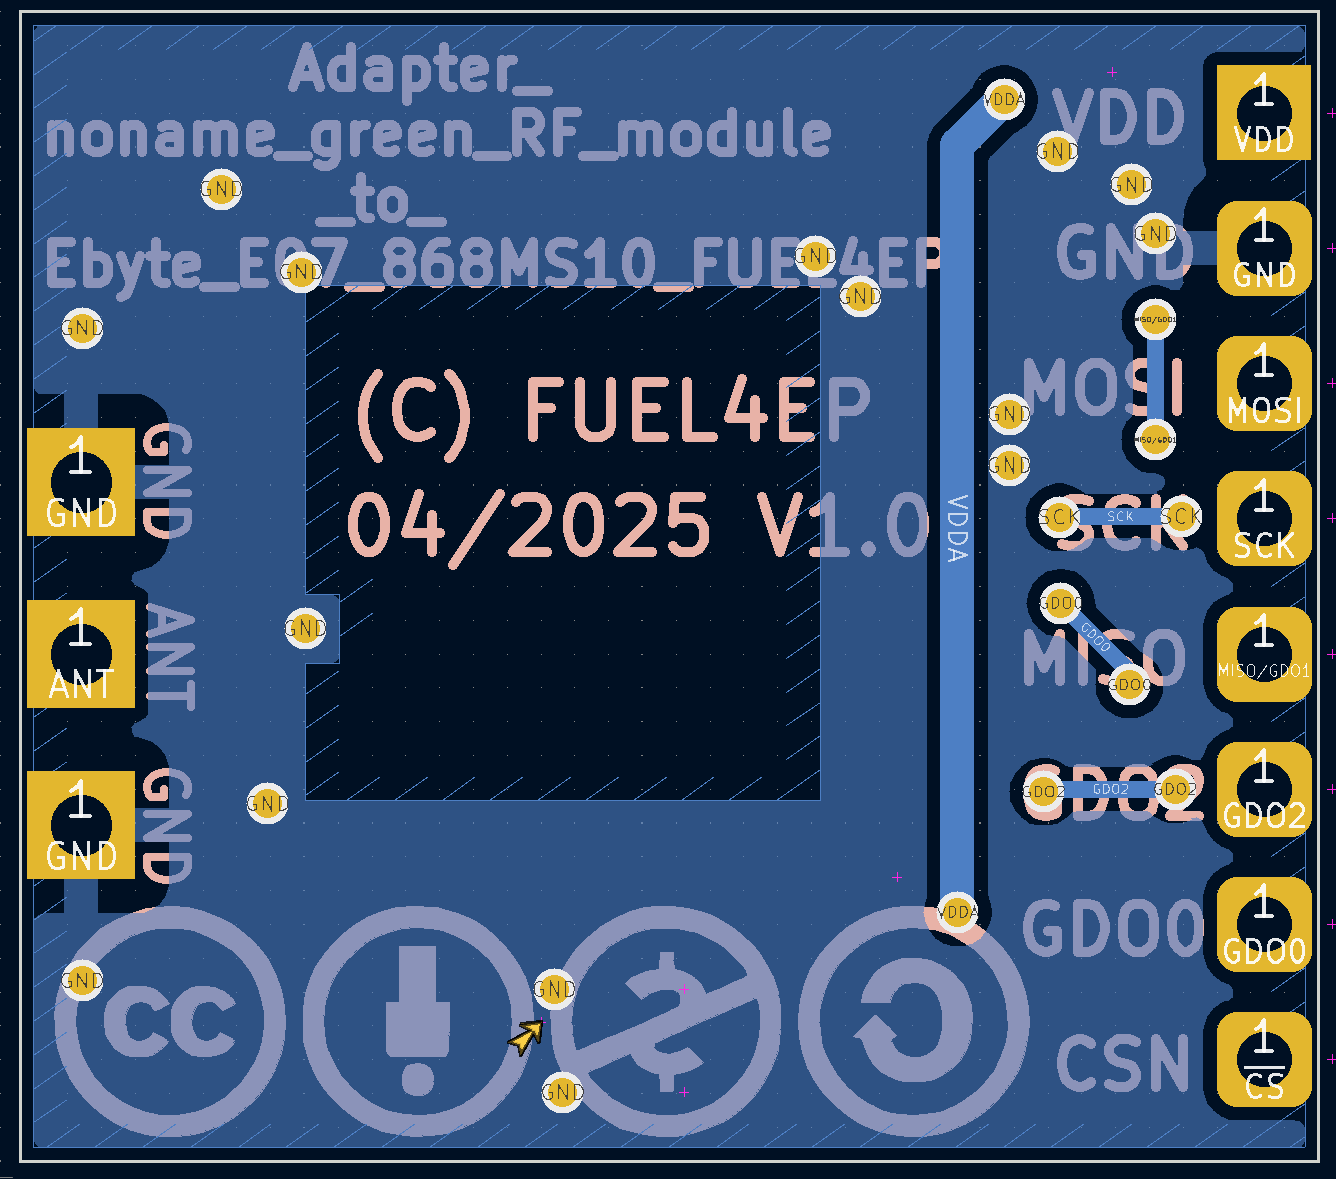 Adapter_
noname_green_RF_module
_to_
Ebyte_E07_868MS10_FUEL4EP
(C) FUEL4EP
04/2025 V1.0
VDDA
VDDA
VDDA
VDD
1
VDD
GND
GND
GND
GND
1
GND
GND
GND
GND
GND
GND
GND
MISO/GDO1
MOSI
1
MOSI
MISO/GDO1
GND
GND
1
GND
GND
SCK
SCK
SCK
SCK
1
SCK
1
ANT
ANT
GND
GDO0
GDO0
GDO0
MISO
1
MISO/GDO1
1
GND
GND
GND
GDO2
GDO2
GDO2
GDO2
1
GDO2
GDO0
1
GDO0
GND
GND
GND
cc
$
CSN
1
CS